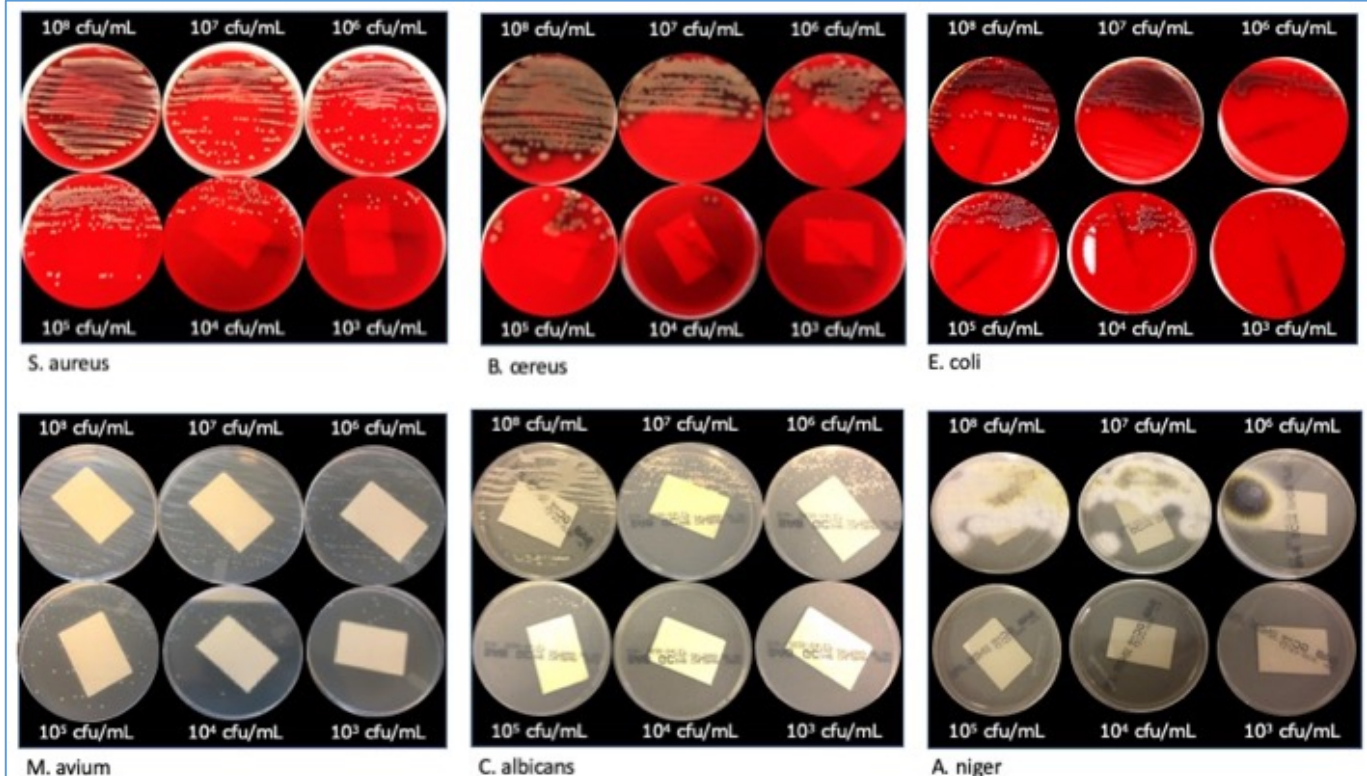 10⁸ cfu/mL 10⁷ cfu/mL 10⁶ cfu/mL
10⁵ cfu/mL 10⁴ cfu/mL 10³ cfu/mL
S. aureus
10⁸ cfu/mL 10⁷ cfu/mL 10⁶ cfu/mL
10⁵ cfu/mL 10⁴ cfu/mL 10³ cfu/mL
B. cereus
10⁸ cfu/mL 10⁷ cfu/mL 10⁶ cfu/mL
10⁵ cfu/mL 10⁴ cfu/mL 10³ cfu/mL
E. coli
10⁸ cfu/mL 10⁷ cfu/mL 10⁶ cfu/mL
10⁵ cfu/mL 10⁴ cfu/mL 10³ cfu/mL
M. avium
10⁸ cfu/mL 10⁷ cfu/mL 10⁶ cfu/mL
10⁵ cfu/mL 10⁴ cfu/mL 10³ cfu/mL
C. albicans
10⁸ cfu/mL 10⁷ cfu/mL 10⁶ cfu/mL
10⁵ cfu/mL 10⁴ cfu/mL 10³ cfu/mL
A. niger